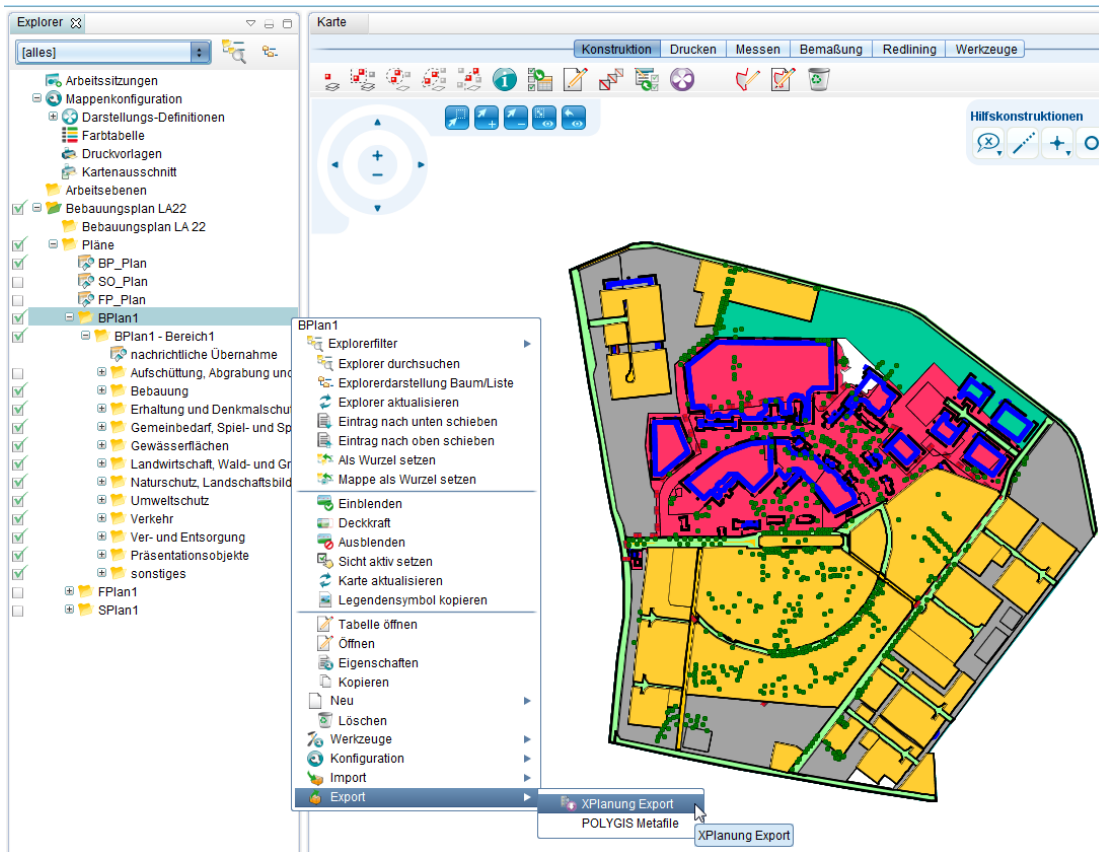 Explorer
[alles]
Arbeitssitzungen
Mappenkonfiguration
Darstellungs-Definitionen
Farbtabelle
Druckvorlagen
Kartenausschnitt
Arbeitsebenen
Bebauungsplan LA22
Bebauungsplan LA 22
Pläne
BP_Plan
SO_Plan
FP_Plan
BPlan1
BPlan1 - Bereich1
nachrichtliche Übernahme
Aufschüttung, Abgrabung und
Bebauung
Erhaltung und Denkmalschut
Gemeinbedarf, Spiel- und Sp
Gewässerflächen
Landwirtschaft, Wald- und Gr
Naturschutz, Landschaftsbild
Umweltschutz
Verkehr
Ver- und Entsorgung
Präsentationsobjekte
sonstiges
FPlan1
SPlan1
Karte
Konstruktion Drucken Messen Bemaßung Redlining Werkzeuge
Hilfskonstruktionen
BPlan1
Explorerfilter
Explorer durchsuchen
Explorerdarstellung Baum/Liste
Explorer aktualisieren
Eintrag nach unten schieben
Eintrag nach oben schieben
Als Wurzel setzen
Mappe als Wurzel setzen
Einblenden
Deckkraft
Ausblenden
Sicht aktiv setzen
Karte aktualisieren
Legendensymbol kopieren
Tabelle öffnen
Öffnen
Eigenschaften
Kopieren
Neu
Löschen
Werkzeuge
Konfiguration
Import
Export
XPlanung Export
POLYGIS Metafile
XPlanung Export